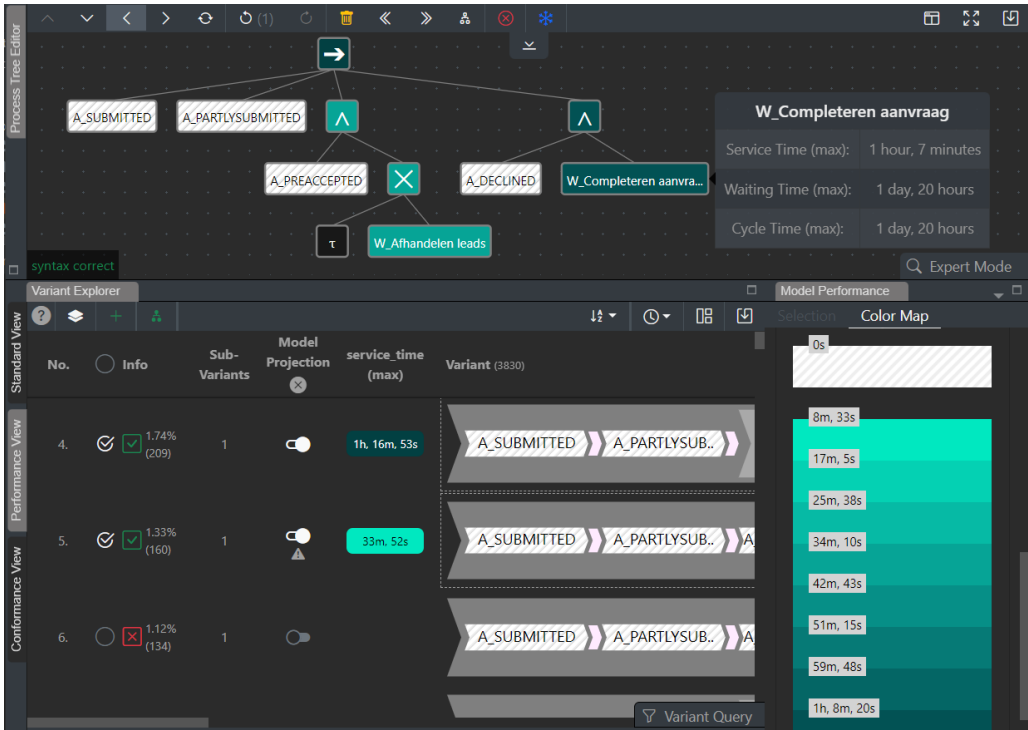 Process Tree Editor
(1)
A_SUBMITTED
A_PARTLYSUBMITTED
A_PREACCEPTED
A_DECLINED
W_Completeren aanvra...
τ
W_Afhandelen leads
W_Completeren aanvraag
Service Time (max): 1 hour, 7 minutes
Waiting Time (max): 1 day, 20 hours
Cycle Time (max): 1 day, 20 hours
syntax correct
Expert Mode
Variant Explorer
Model Performance
Standard View
Performance View
Conformance View
Selection
Color Map
No.
Info
Sub-
Variants
Model
Projection
service_time
(max)
Variant (3830)
4.
1.74%
(209)
1
1h, 16m, 53s
A_SUBMITTED
A_PARTLYSUB..
5.
1.33%
(160)
1
33m, 52s
A_SUBMITTED
A_PARTLYSUB..
A_
6.
1.12%
(134)
1
A_SUBMITTED
A_PARTLYSUB..
A_
Variant Query
0s
8m, 33s
17m, 5s
25m, 38s
34m, 10s
42m, 43s
51m, 15s
59m, 48s
1h, 8m, 20s